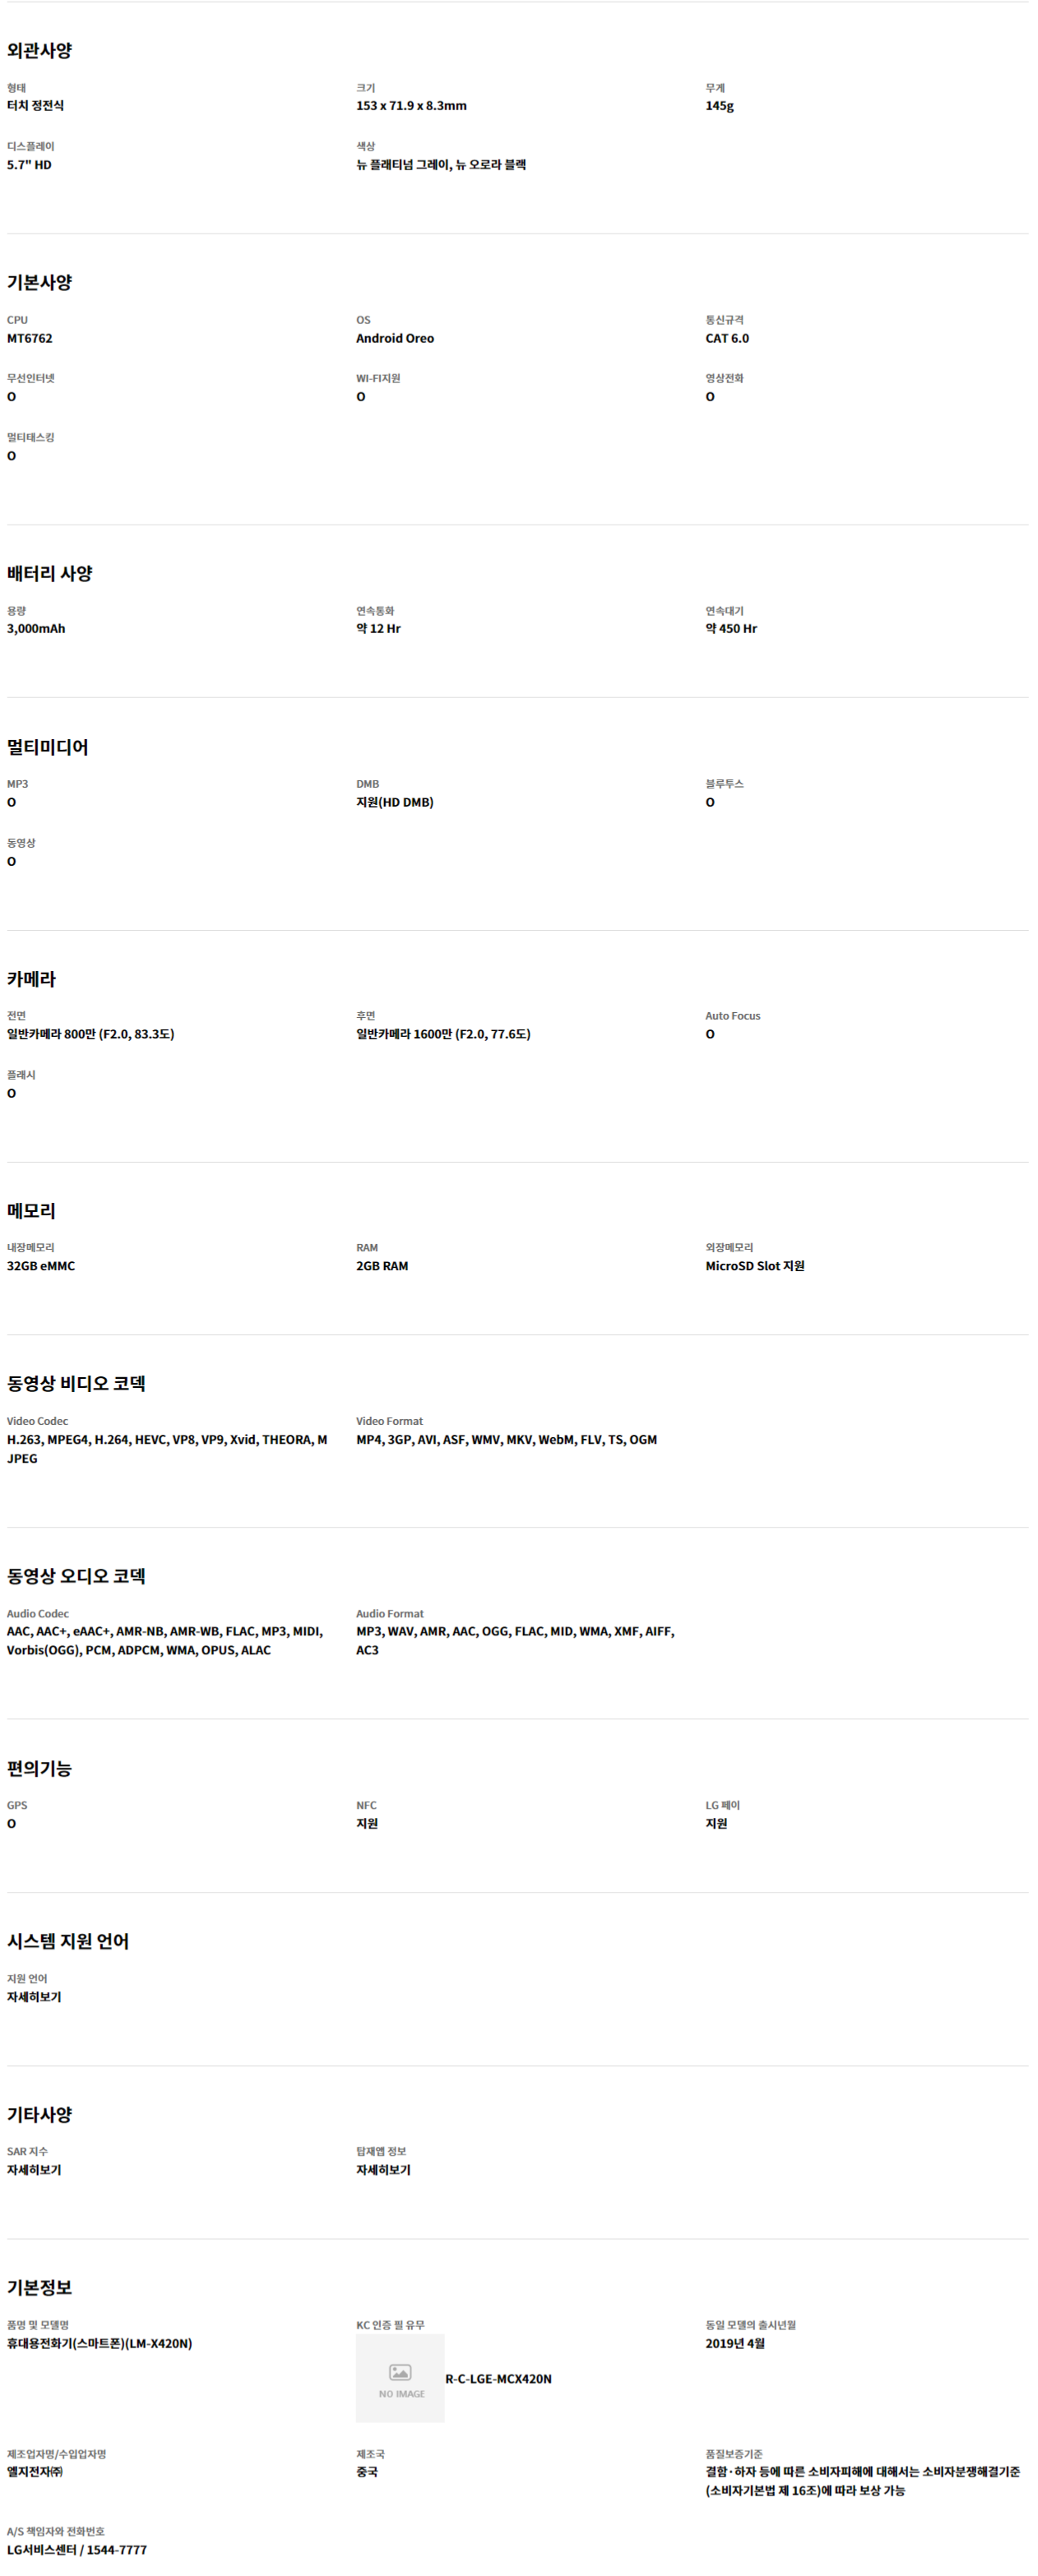 외관사양
형태
크기
무게
터치 정전식
153 x 71.9 x 8.3mm
145g
디스플레이
색상
5.7" HD
뉴 플래티넘 그레이, 뉴 오로라 블랙
기본사양
CPU
OS
통신규격
MT6762
Android Oreo
CAT 6.0
무선인터넷
WI-FI지원
영상전화
O
O
O
멀티태스킹
O
배터리 사양
용량
연속통화
연속대기
3,000mAh
약 12 Hr
약 450 Hr
멀티미디어
MP3
DMB
블루투스
O
지원(HD DMB)
O
동영상
O
카메라
전면
후면
Auto Focus
일반카메라 800만 (F2.0, 83.3도)
일반카메라 1600만 (F2.0, 77.6도)
O
플래시
O
메모리
내장메모리
RAM
외장메모리
32GB eMMC
2GB RAM
MicroSD Slot 지원
동영상 비디오 코덱
Video Codec
Video Format
H.263, MPEG4, H.264, HEVC, VP8, VP9, Xvid, THEORA, M
JPEG
MP4, 3GP, AVI, ASF, WMV, MKV, WebM, FLV, TS, OGM
동영상 오디오 코덱
Audio Codec
Audio Format
AAC, AAC+, eAAC+, AMR-NB, AMR-WB, FLAC, MP3, MIDI,
Vorbis(OGG), PCM, ADPCM, WMA, OPUS, ALAC
MP3, WAV, AMR, AAC, OGG, FLAC, MID, WMA, XMF, AIFF,
AC3
편의기능
GPS
NFC
LG 페이
O
지원
지원
시스템 지원 언어
지원 언어
자세히보기
기타사양
SAR 지수
탑재앱 정보
자세히보기
자세히보기
기본정보
품명 및 모델명
KC 인증 필 유무
동일 모델의 출시년월
휴대용전화기(스마트폰)(LM-X420N)
NO IMAGE
R-C-LGE-MCX420N
2019년 4월
제조업자명/수입업자명
제조국
품질보증기준
엘지전자㈜
중국
결함·하자 등에 따른 소비자피해에 대해서는 소비자분쟁해결기준
(소비자기본법 제 16조)에 따라 보상 가능
A/S 책임자와 전화번호
LG서비스센터 / 1544-7777